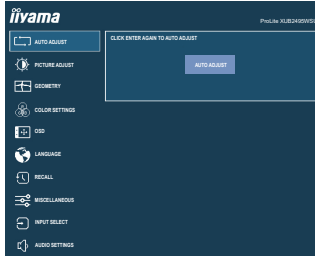 iiyama
ProLite XUB2495WSU
AUTO ADJUST
CLICK ENTER AGAIN TO AUTO ADJUST
AUTO ADJUST
PICTURE ADJUST
GEOMETRY
COLOR SETTINGS
OSD
LANGUAGE
RECALL
MISCELLANEOUS
INPUT SELECT
AUDIO SETTINGS